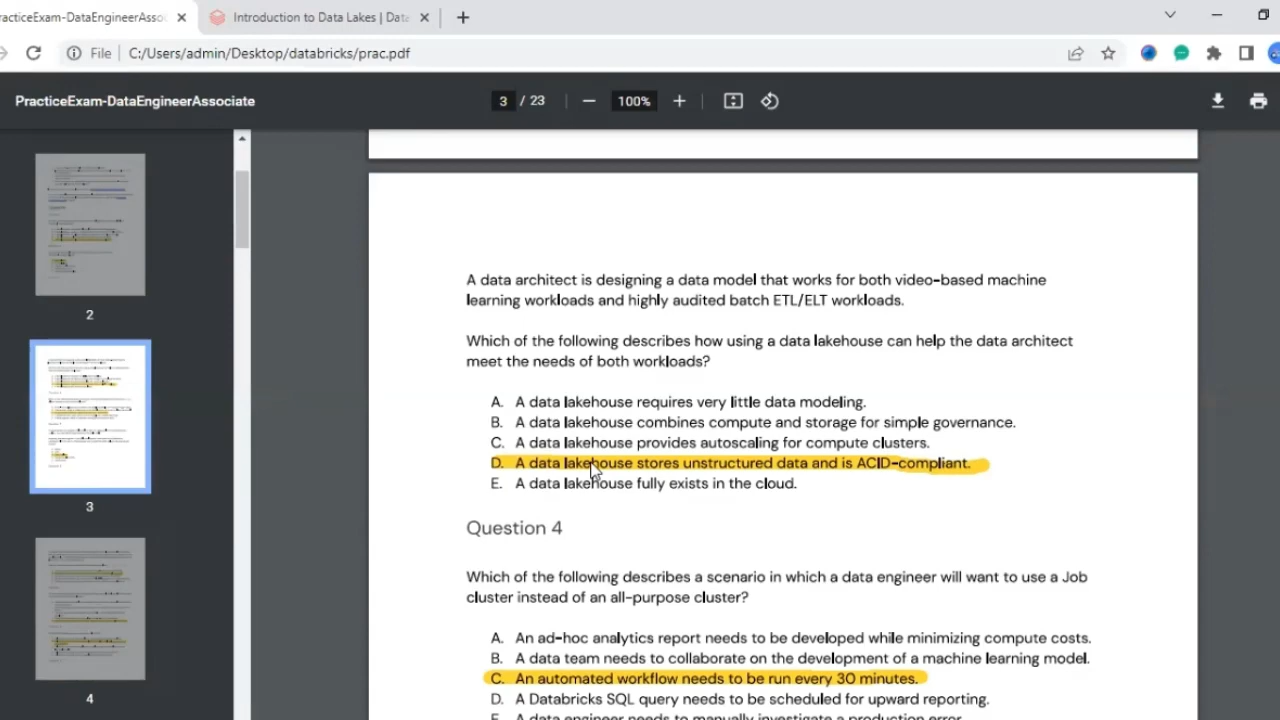 racticeExam-DataEngineerAssoc
Introduction to Data Lakes | Data
File
C:/Users/admin/Desktop/databricks/prac.pdf
PracticeExam-DataEngineerAssociate
3 / 23
100%
2
3
4
A data architect is designing a data model that works for both video-based machine
learning workloads and highly audited batch ETL/ELT workloads.
Which of the following describes how using a data lakehouse can help the data architect
meet the needs of both workloads?
A. A data lakehouse requires very little data modeling.
B. A data lakehouse combines compute and storage for simple governance.
C. A data lakehouse provides autoscaling for compute clusters.
D. A data lakehouse stores unstructured data and is ACID-compliant.
E. A data lakehouse fully exists in the cloud.
Question 4
Which of the following describes a scenario in which a data engineer will want to use a Job
cluster instead of an all-purpose cluster?
A. An ad-hoc analytics report needs to be developed while minimizing compute costs.
B. A data team needs to collaborate on the development of a machine learning model.
C. An automated workflow needs to be run every 30 minutes.
D. A Databricks SQL query needs to be scheduled for upward reporting.
E. A data engineer needs to manually investigate a production error.